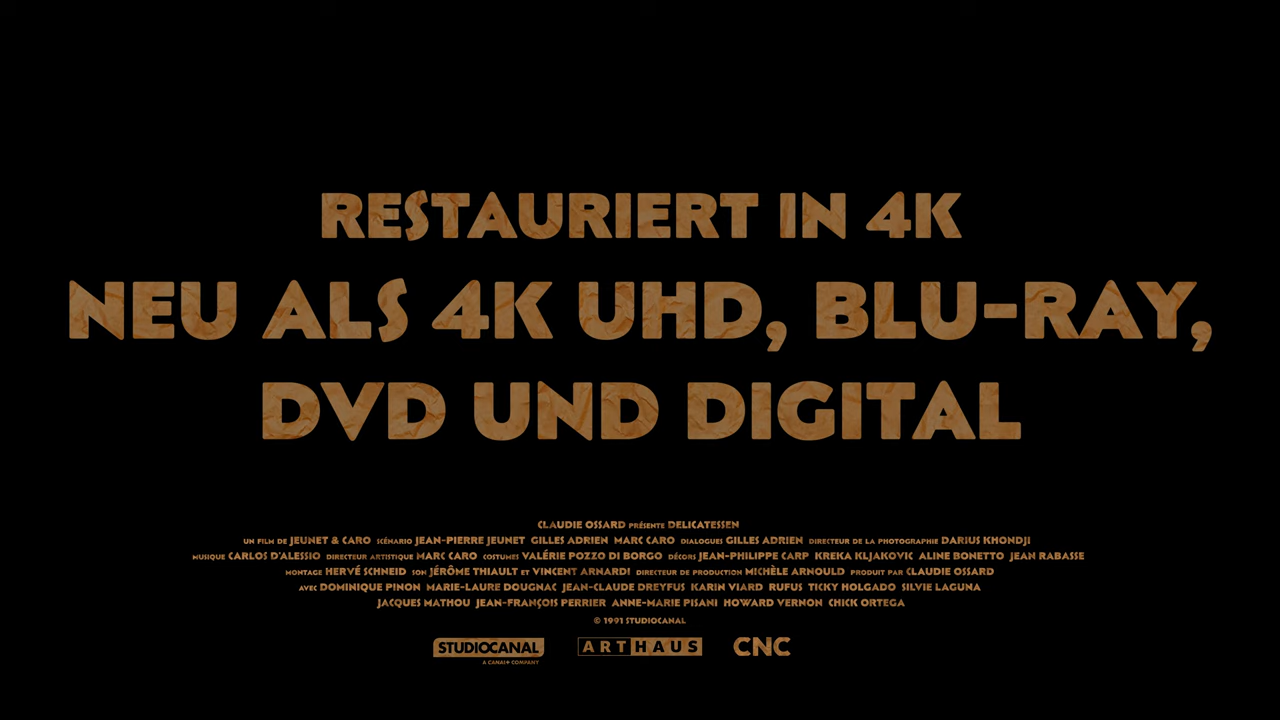 RESTAURIERT IN 4K
NEU ALS 4K UHD, BLU-RAY,
DVD UND DIGITAL
CLAUDIE OSSARD PRÉSENTE DELICATESSEN
UN FILM DE JEUNET & CARO SCÉNARIO JEAN-PIERRE JEUNET GILLES ADRIEN MARC CARO DIALOGUES GILLES ADRIEN DIRECTEUR DE LA PHOTOGRAPHIE DARIUS KHONDJI
MUSIQUE CARLOS D'ALESSIO DIRECTEUR ARTISTIQUE MARC CARO COSTUMES VALÉRIE POZZO DI BORGO DÉCORS JEAN-PHILIPPE CARP KREKA KLJAKOVIC ALINE BONETTO JEAN RABASSE
MONTAGE HERVÉ SCHNEID SON JÉRÔME THIAULT ET VINCENT ARNARDI DIRECTEUR DE PRODUCTION MICHÈLE ARNOULD PRODUIT PAR CLAUDIE OSSARD
AVEC DOMINIQUE PINON MARIE-LAURE DOUGNAC JEAN-CLAUDE DREYFUS KARIN VIARD RUFUS TICKY HOLGADO SILVIE LAGUNA
JACQUES MATHOU JEAN-FRANÇOIS PERRIER ANNE-MARIE PISANI HOWARD VERNON CHICK ORTEGA
© 1991 STUDIOCANAL
STUDIOCANAL ARTHAUS CNC
A CANAL+ COMPANY